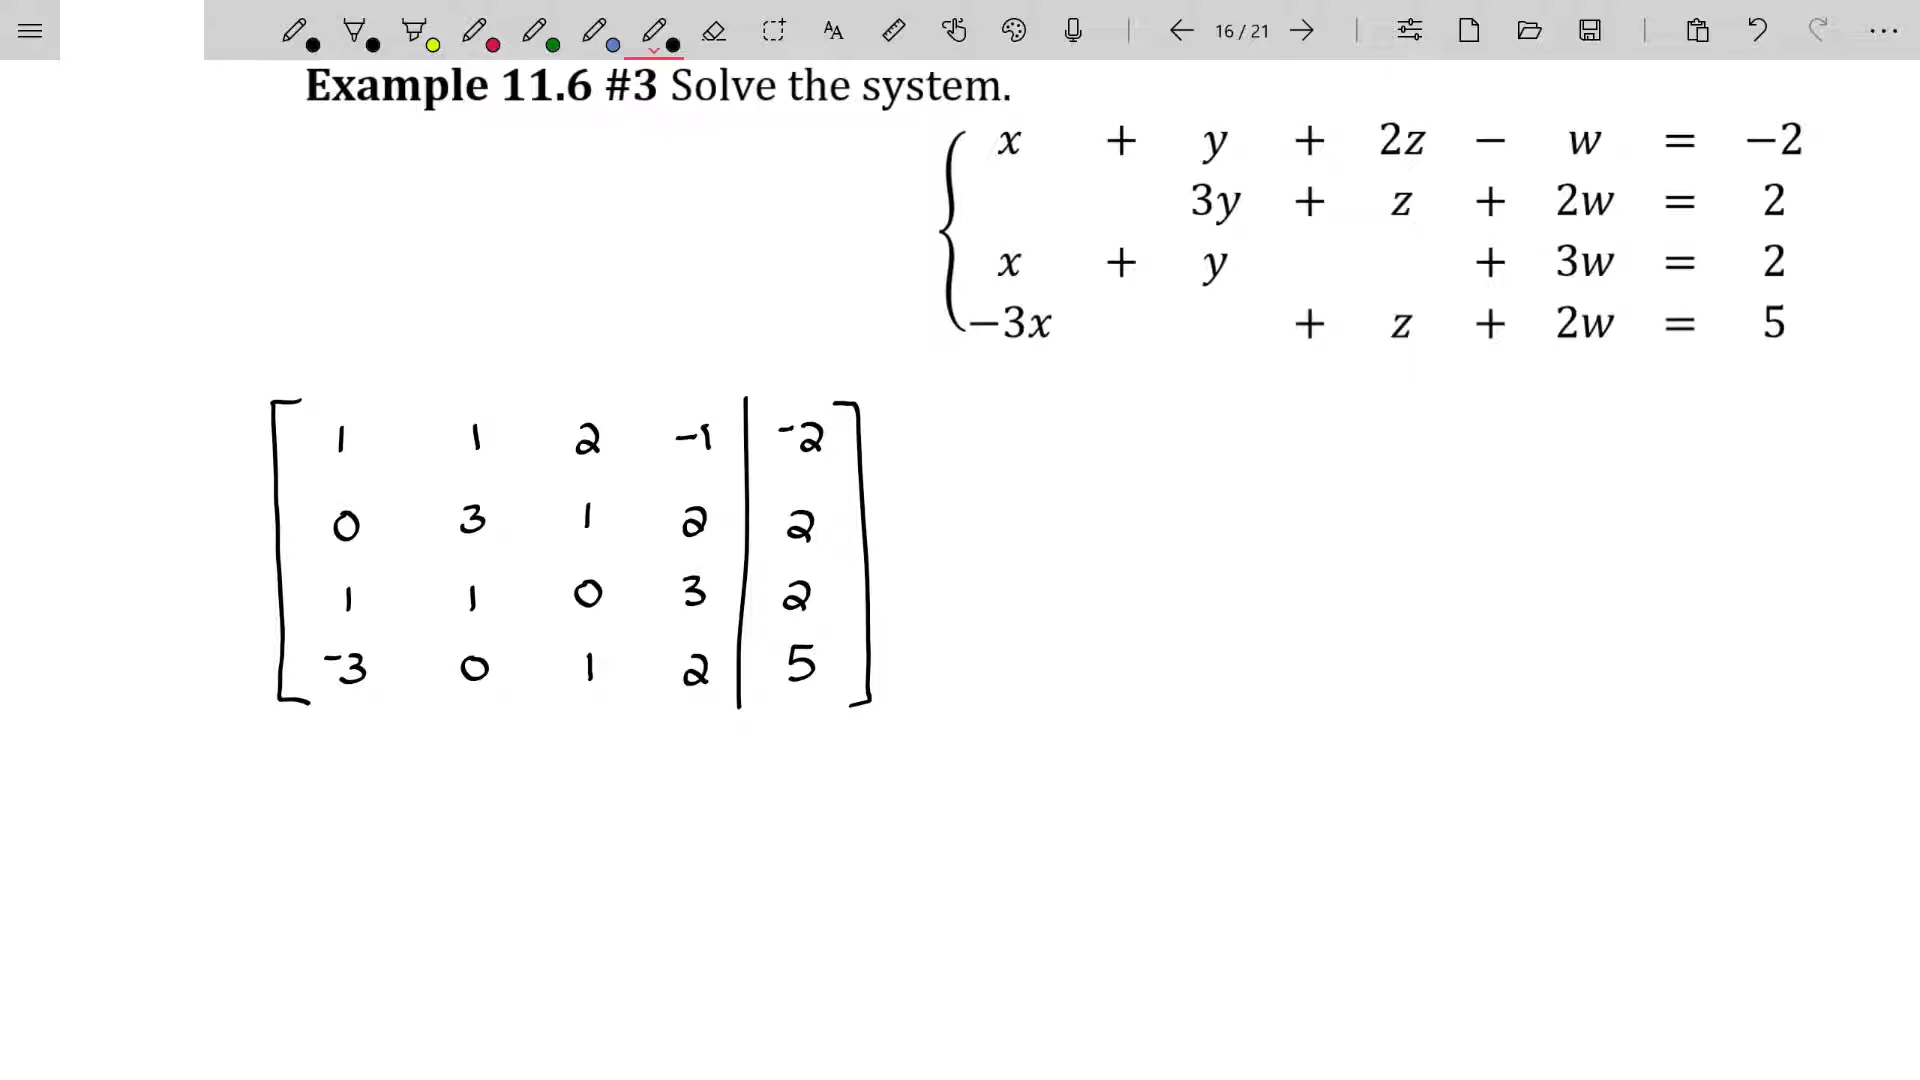 16 / 21
Example 11.6 #3 Solve the system.
x + y + 2z − w = −2
3y + z + 2w = 2
x + y + 3w = 2
−3x + z + 2w = 5
1 1 2 -1 | -2
0 3 1 2 | 2
1 1 0 3 | 2
-3 0 1 2 | 5